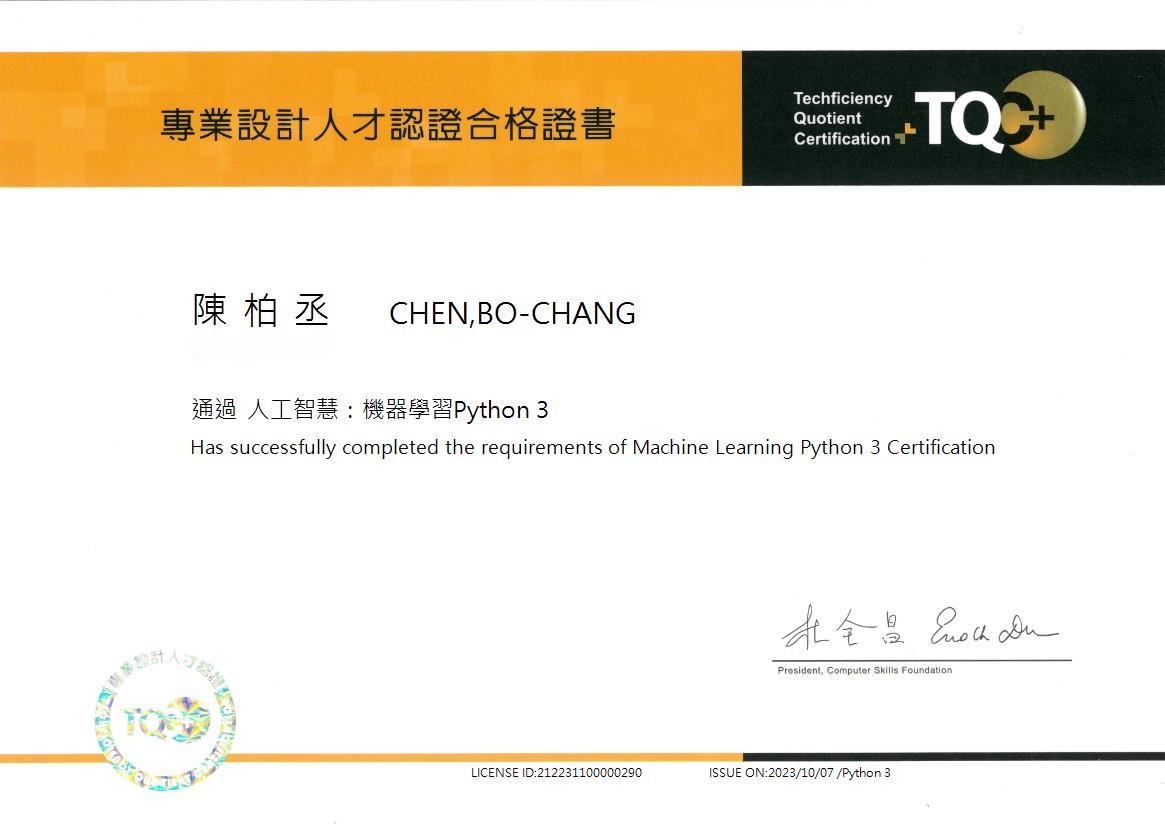 專業設計人才認證合格證書
Techficiency
Quotient
Certification
TQC+
陳 柏 丞 CHEN,BO-CHANG
通過 人工智慧：機器學習Python 3
Has successfully completed the requirements of Machine Learning Python 3 Certification
杜全昌 Enoch Du
President, Computer Skills Foundation
專業設計人才認證
TQC+
LICENSE ID:212231100000290 ISSUE ON:2023/10/07 /Python 3